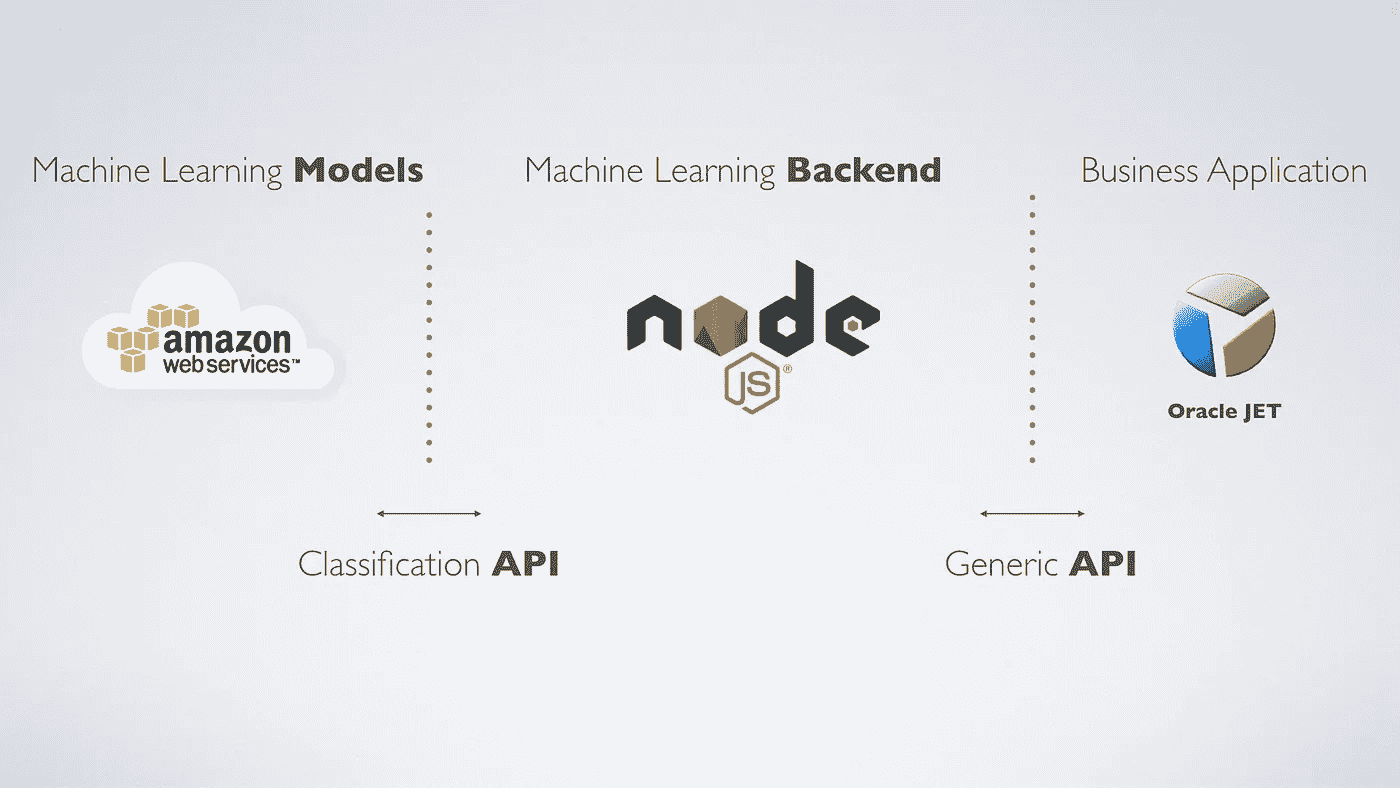 Machine Learning Models
Machine Learning Backend
Business Application
amazon
web services™
node
JS®
Oracle JET
Classification API
Generic API